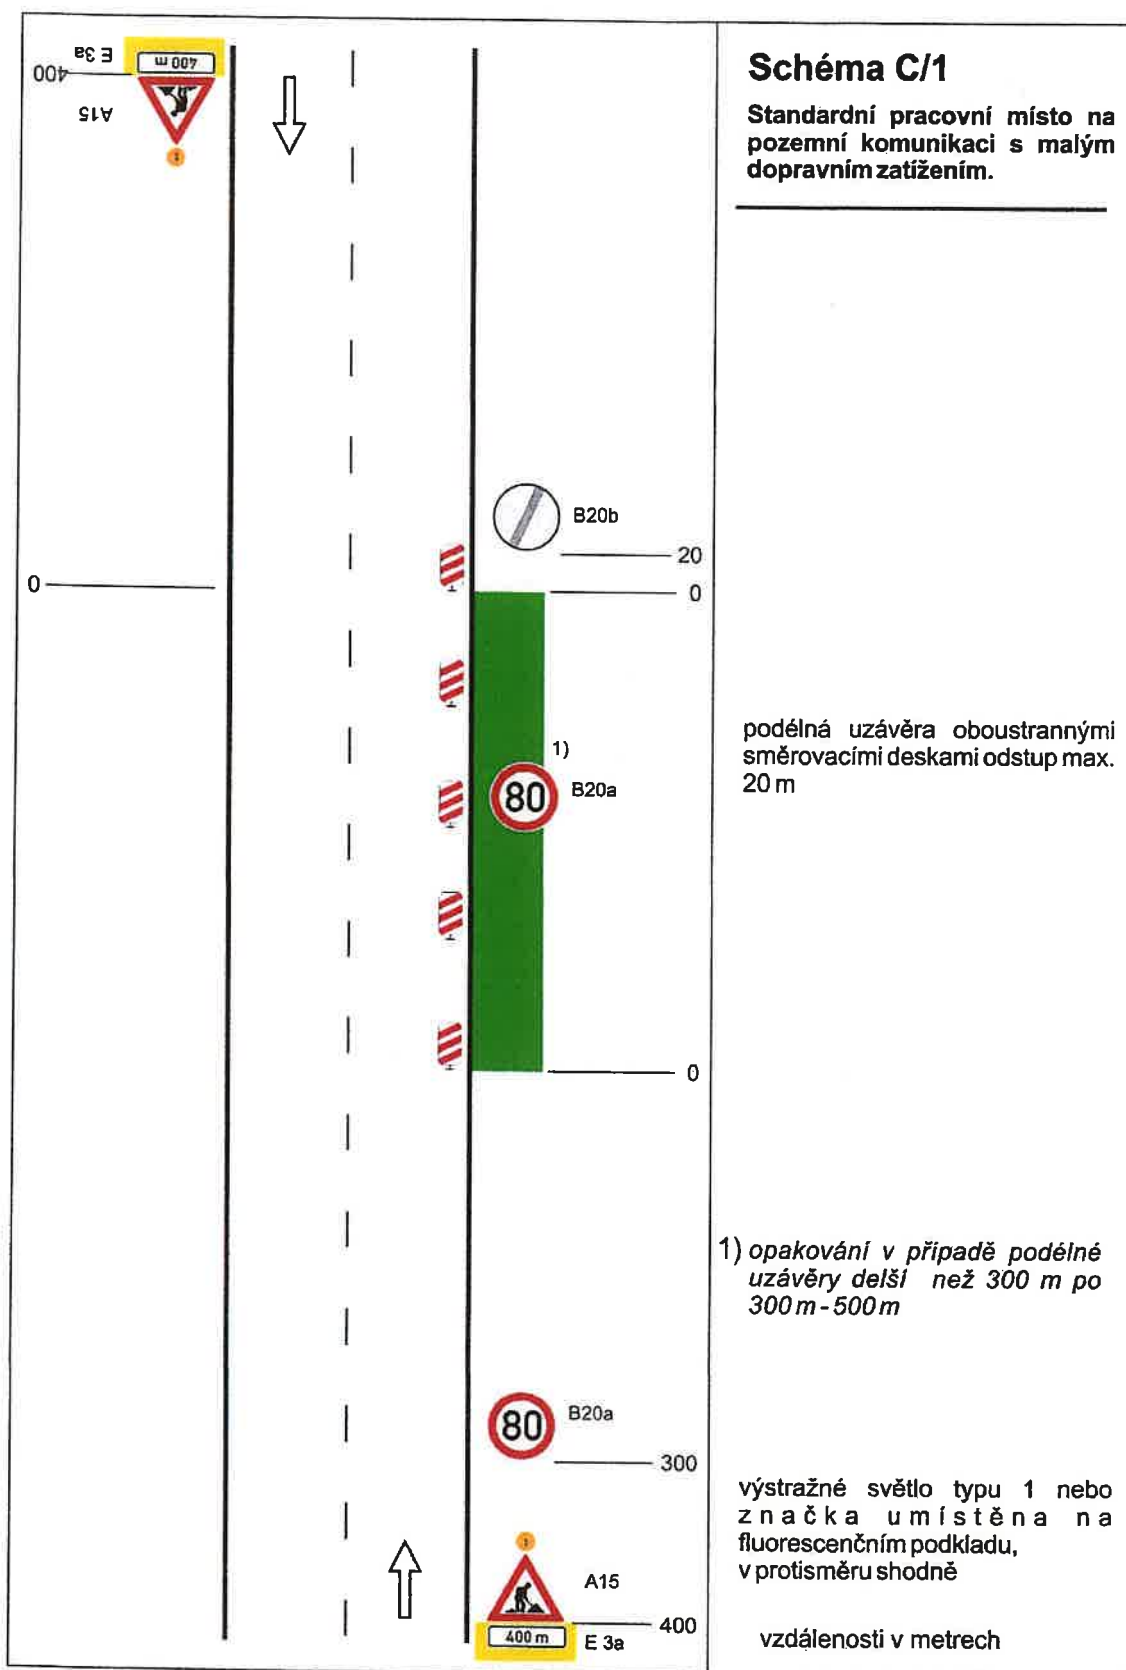 Schéma C/1
Standardní pracovní místo na
pozemní komunikaci s malým
dopravním zatížením.
E 3a
400 m
400
A15
1
B20b
20
0
0
podélná uzávěra oboustrannými
směrovacími deskami odstup max.
20 m
1)
80
B20a
0
1) opakování v případě podélné
uzávěry delší než 300 m po
300 m - 500 m
80
B20a
300
výstražné světlo typu 1 nebo
značka umístěna na
fluorescenčním podkladu,
v protisměru shodně
1
A15
400
400 m
E 3a
vzdálenosti v metrech